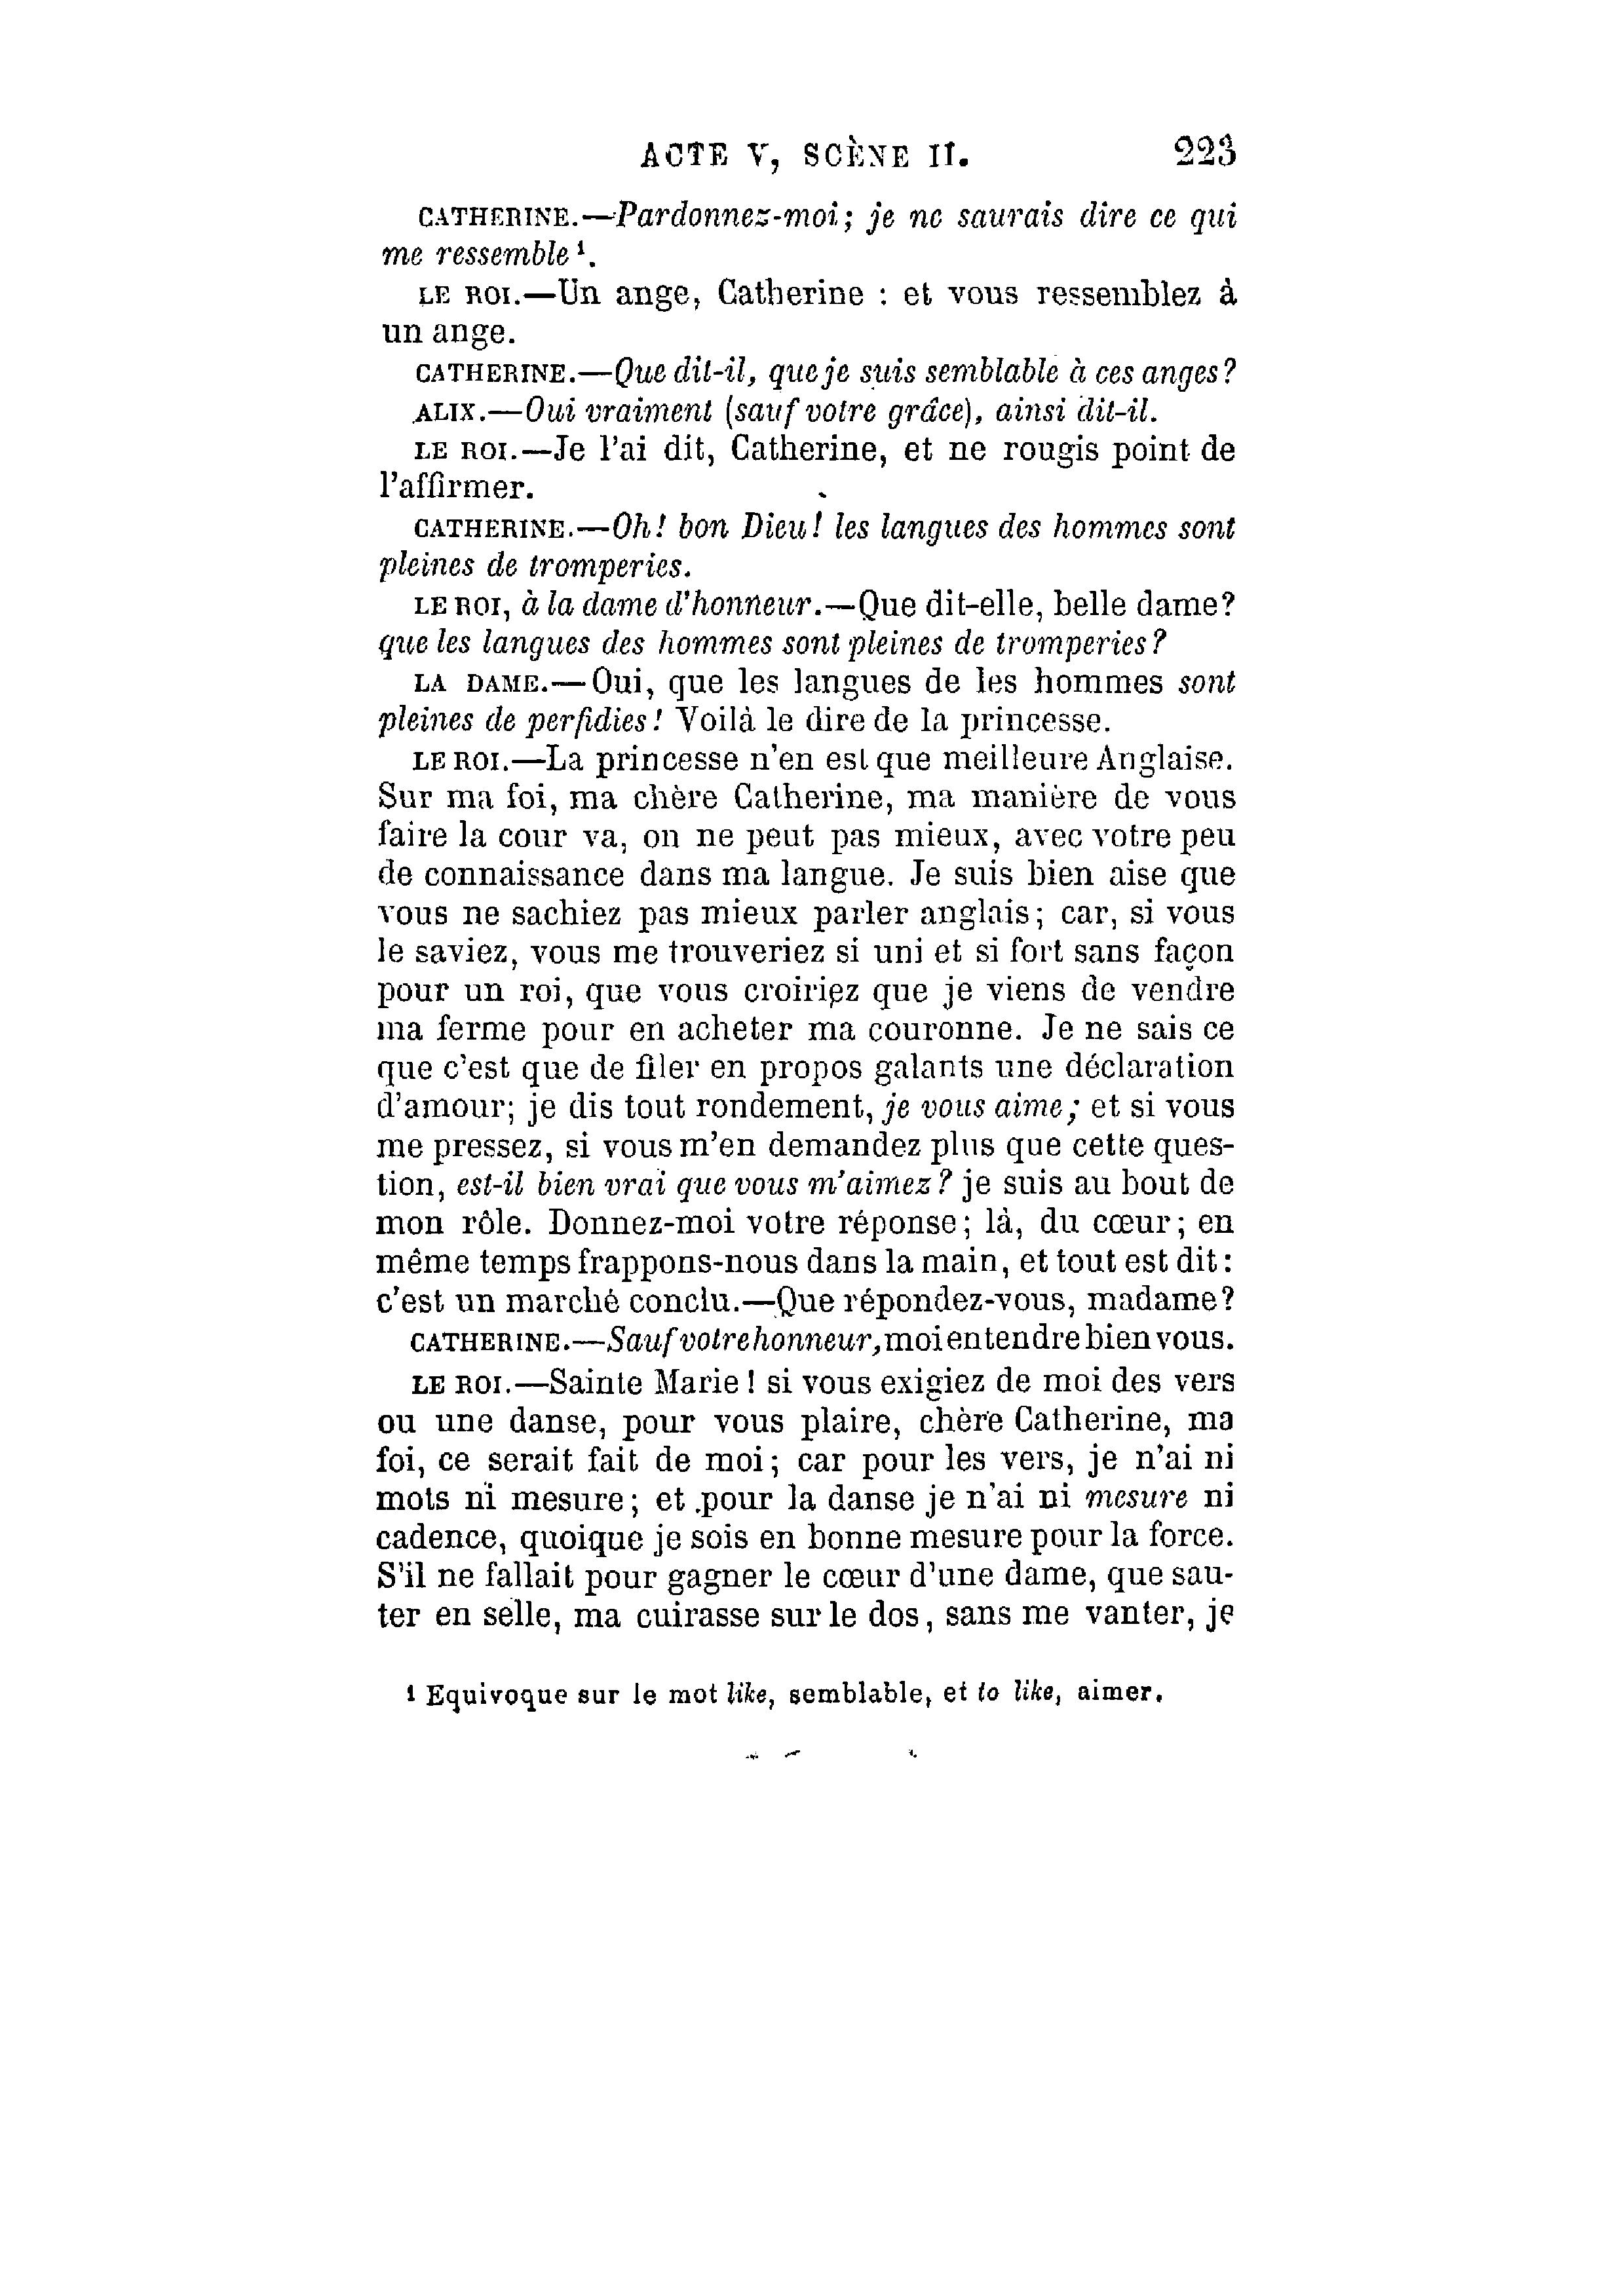 ACTE V, SCÈNE II. 223
CATHERINE.—Pardonnez-moi; je ne saurais dire ce qui
me ressemble ¹.
LE ROI.—Un ange, Catherine : et vous ressemblez à
un ange.
CATHERINE.—Que dit-il, que je suis semblable à ces anges?
ALIX.—Oui vraiment (sauf votre grâce), ainsi dit-il.
LE ROI.—Je l'ai dit, Catherine, et ne rougis point de
l'affirmer.
CATHERINE.—Oh! bon Dieu! les langues des hommes sont
pleines de tromperies.
LE ROI, à la dame d'honneur.—Que dit-elle, belle dame?
que les langues des hommes sont pleines de tromperies?
LA DAME.—Oui, que les langues de les hommes sont
pleines de perfidies! Voilà le dire de la princesse.
LE ROI.—La princesse n'en est que meilleure Anglaise.
Sur ma foi, ma chère Catherine, ma manière de vous
faire la cour va, on ne peut pas mieux, avec votre peu
de connaissance dans ma langue. Je suis bien aise que
vous ne sachiez pas mieux parler anglais; car, si vous
le saviez, vous me trouveriez si uni et si fort sans façon
pour un roi, que vous croiriez que je viens de vendre
ma ferme pour en acheter ma couronne. Je ne sais ce
que c'est que de filer en propos galants une déclaration
d'amour; je dis tout rondement, je vous aime; et si vous
me pressez, si vous m'en demandez plus que cette ques-
tion, est-il bien vrai que vous m'aimez? je suis au bout de
mon rôle. Donnez-moi votre réponse; là, du cœur; en
même temps frappons-nous dans la main, et tout est dit:
c'est un marché conclu.—Que répondez-vous, madame?
CATHERINE.—Sauf votre honneur, moi entendre bien vous.
LE ROI.—Sainte Marie! si vous exigiez de moi des vers
ou une danse, pour vous plaire, chère Catherine, ma
foi, ce serait fait de moi; car pour les vers, je n'ai ni
mots ni mesure; et pour la danse je n'ai ni mesure ni
cadence, quoique je sois en bonne mesure pour la force.
S'il ne fallait pour gagner le cœur d'une dame, que sau-
ter en selle, ma cuirasse sur le dos, sans me vanter, je
¹ Equivoque sur le mot like, semblable, et to like, aimer.